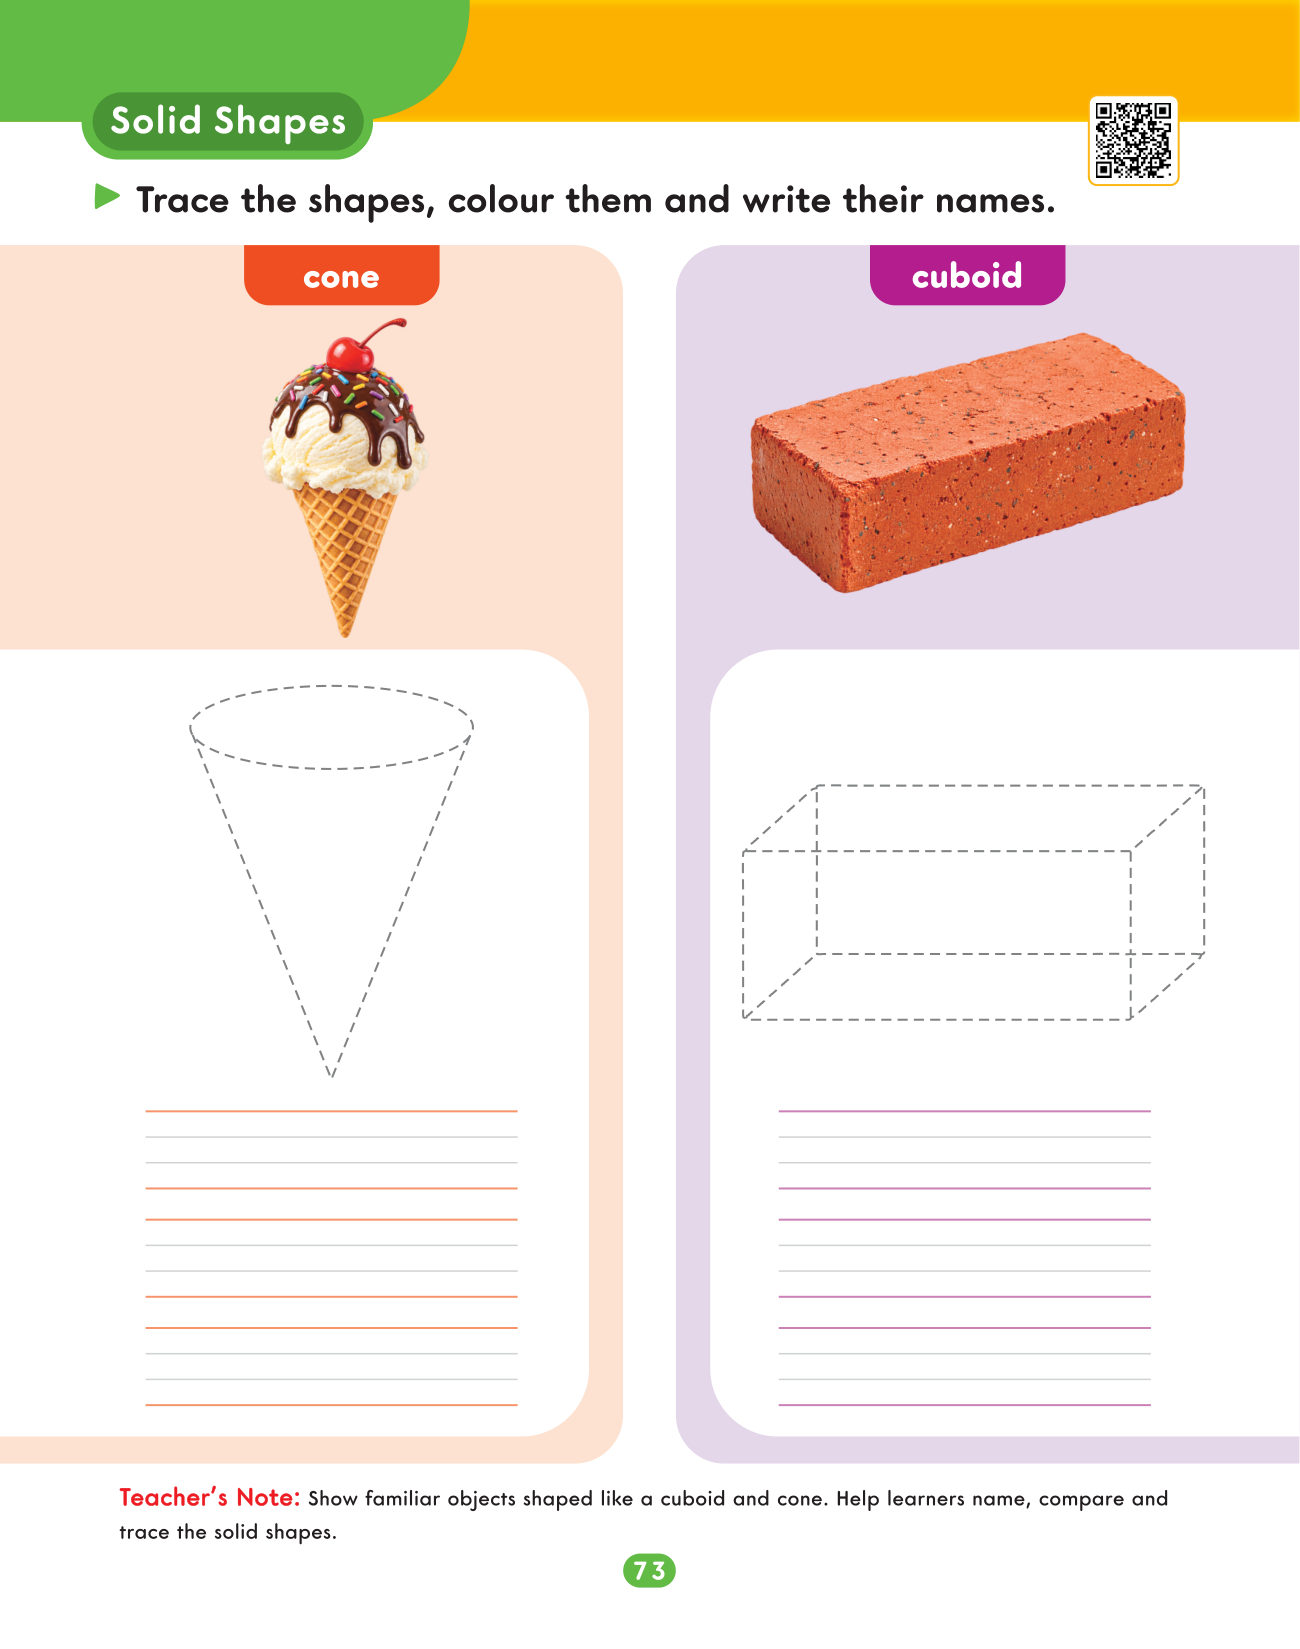 Solid Shapes
Trace the shapes, colour them and write their names.
cone
cuboid
Teacher's Note: Show familiar objects shaped like a cuboid and cone. Help learners name, compare and
trace the solid shapes.
73